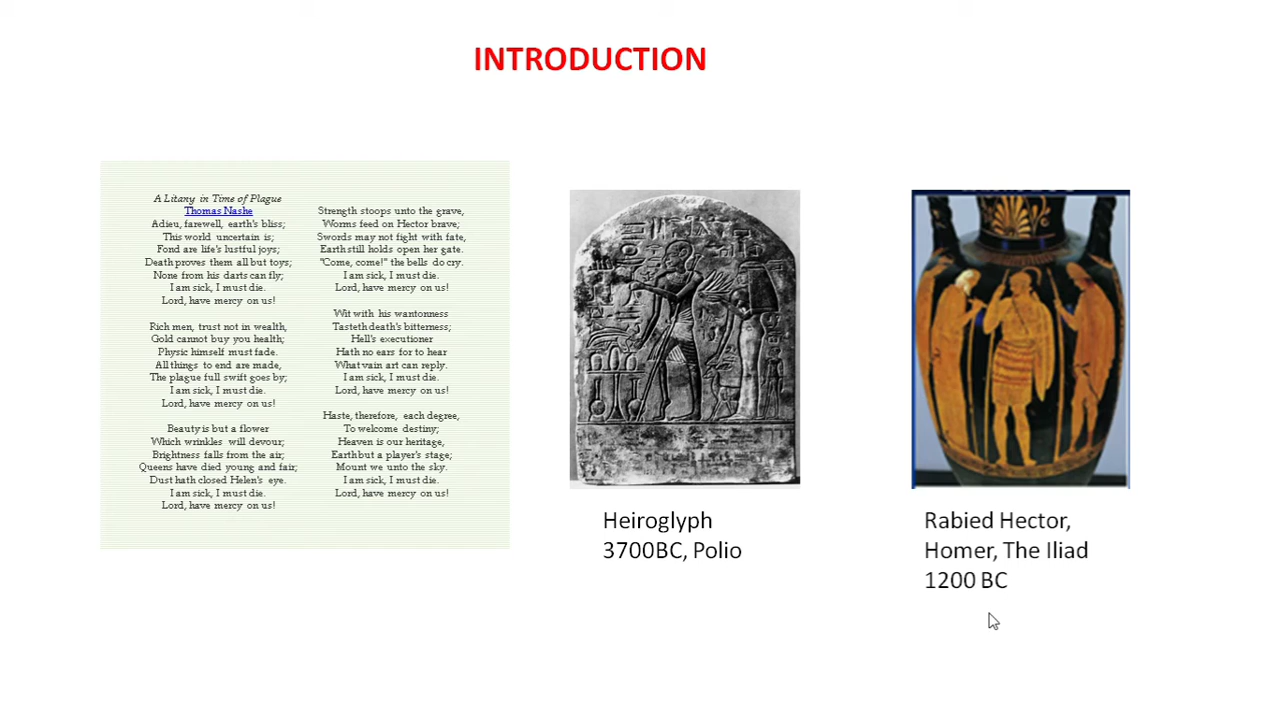 INTRODUCTION
A Litany in Time of Plague
Thomas Nashe
Adieu, farewell, earth's bliss;
This world uncertain is;
Fond are life's lustful joys;
Death proves them all but toys;
None from his darts can fly;
I am sick, I must die.
Lord, have mercy on us!
Rich men, trust not in wealth,
Gold cannot buy you health;
Physic himself must fade.
All things to end are made,
The plague full swift goes by;
I am sick, I must die.
Lord, have mercy on us!
Beauty is but a flower
Which wrinkles will devour;
Brightness falls from the air;
Queens have died young and fair;
Dust hath closed Helen's eye.
I am sick, I must die.
Lord, have mercy on us!
Strength stoops unto the grave,
Worms feed on Hector brave;
Swords may not fight with fate,
Earth still holds open her gate.
"Come, come!" the bells do cry.
I am sick, I must die.
Lord, have mercy on us!
Wit with his wantonness
Tasteth death's bitterness;
Hell's executioner
Hath no ears for to hear
What vain art can reply.
I am sick, I must die.
Lord, have mercy on us!
Haste, therefore, each degree,
To welcome destiny;
Heaven is our heritage,
Earth but a player's stage;
Mount we unto the sky.
I am sick, I must die.
Lord, have mercy on us!
Heiroglyph
3700BC, Polio
Rabied Hector,
Homer, The Iliad
1200 BC